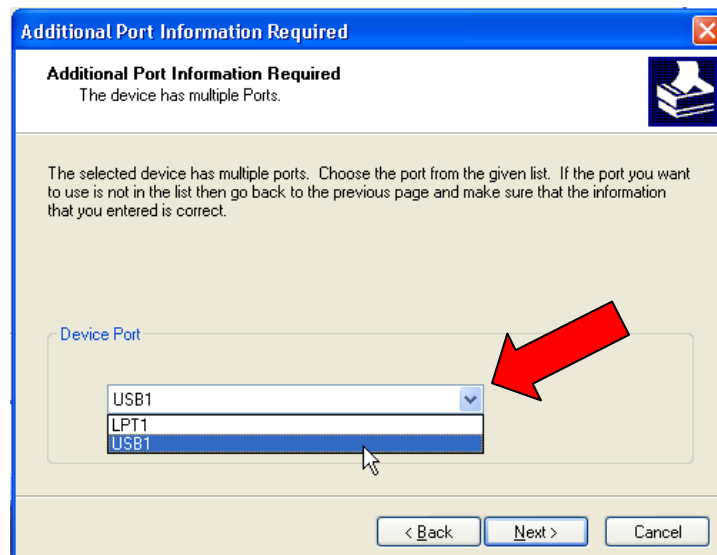 Additional Port Information Required
Additional Port Information Required
The device has multiple Ports.
The selected device has multiple ports. Choose the port from the given list. If the port you want
to use is not in the list then go back to the previous page and make sure that the information
that you entered is correct.
Device Port
USB1
LPT1
USB1
< Back
Next >
Cancel